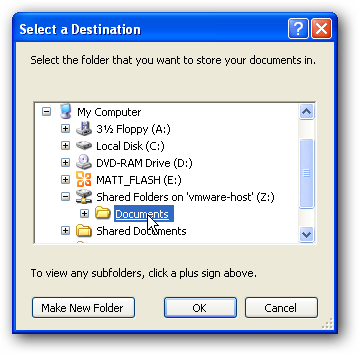 Select a Destination
Select the folder that you want to store your documents in.
My Computer
3½ Floppy (A:)
Local Disk (C:)
DVD-RAM Drive (D:)
MATT_FLASH (E:)
Shared Folders on 'vmware-host' (Z:)
Documents
Shared Documents
To view any subfolders, click a plus sign above.
Make New Folder
OK
Cancel